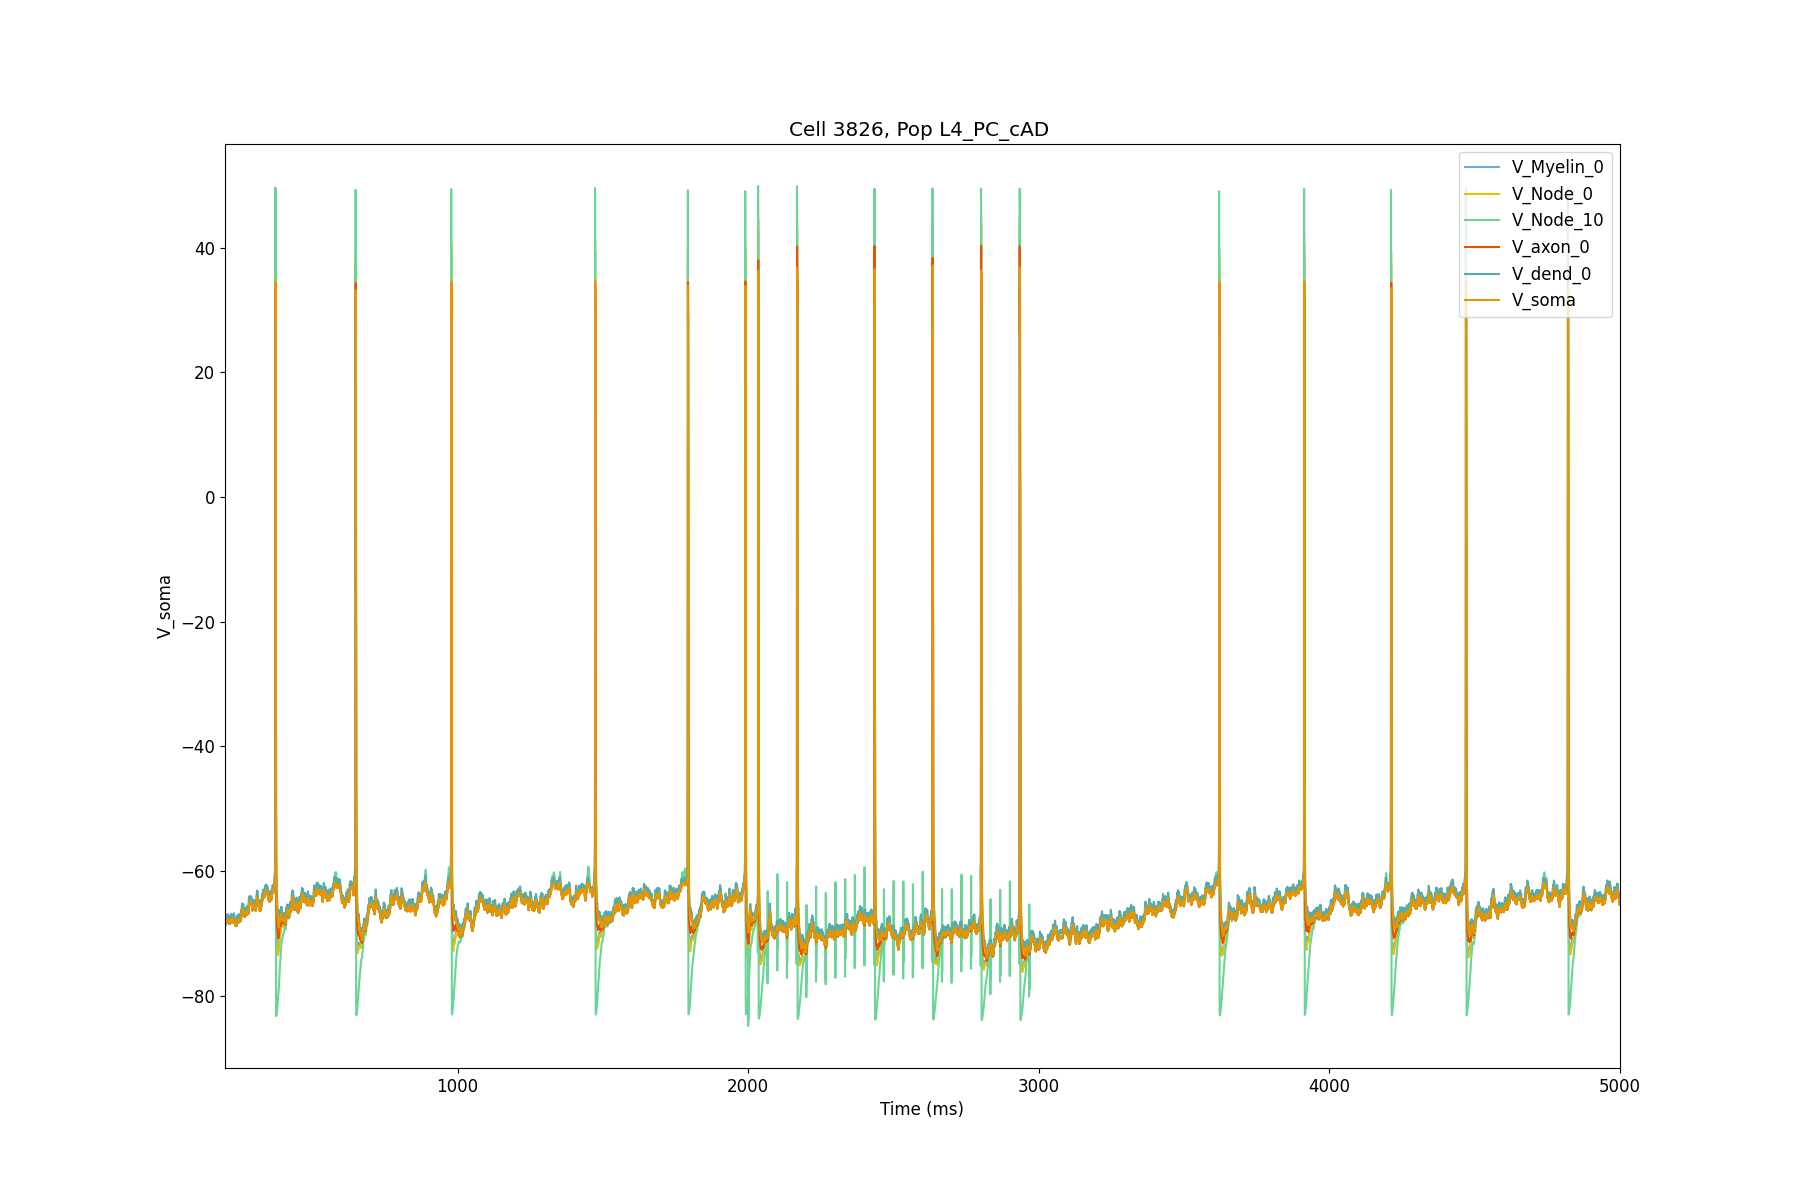 Cell 3826, Pop L4_PC_cAD
V_Myelin_0
V_Node_0
V_Node_10
V_axon_0
V_dend_0
V_soma
40
20
0
−20
−40
−60
−80
V_soma
1000
2000
3000
4000
5000
Time (ms)